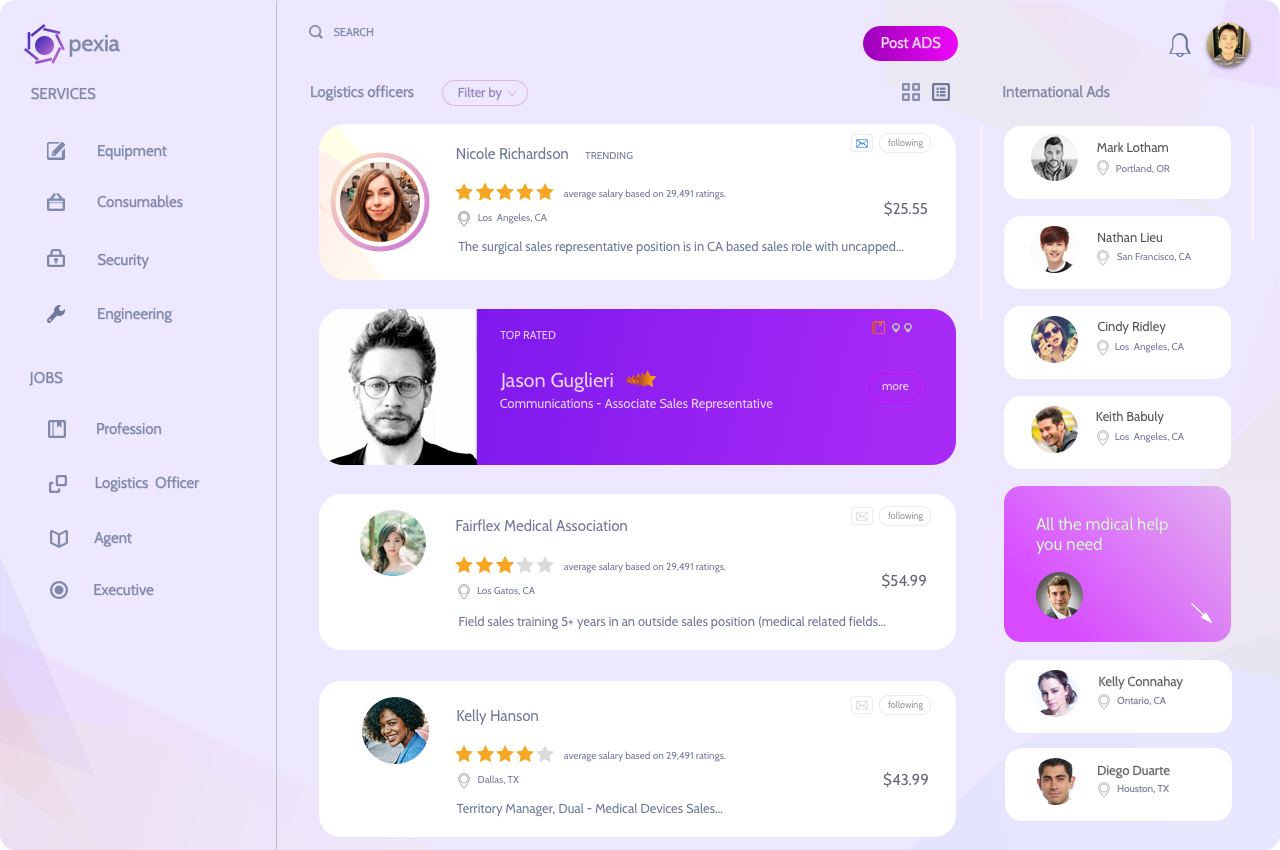 pexia
SERVICES
Equipment
Consumables
Security
Engineering
JOBS
Profession
Logistics Officer
Agent
Executive
SEARCH
Post ADS
Logistics officers
Filter by
Nicole Richardson
TRENDING
following
average salary based on 29,491 ratings.
Los Angeles, CA
$25.55
The surgical sales representative position is in CA based sales role with uncapped...
TOP RATED
Jason Guglieri
Communications - Associate Sales Representative
more
Fairflex Medical Association
following
average salary based on 29,491 ratings.
Los Gatos, CA
$54.99
Field sales training 5+ years in an outside sales position (medical related fields...
Kelly Hanson
following
average salary based on 29,491 ratings.
Dallas, TX
$43.99
Territory Manager, Dual - Medical Devices Sales...
International Ads
Mark Lotham
Portland, OR
Nathan Lieu
San Francisco, CA
Cindy Ridley
Los Angeles, CA
Keith Babuly
Los Angeles, CA
All the mdical help
you need
Kelly Connahay
Ontario, CA
Diego Duarte
Houston, TX